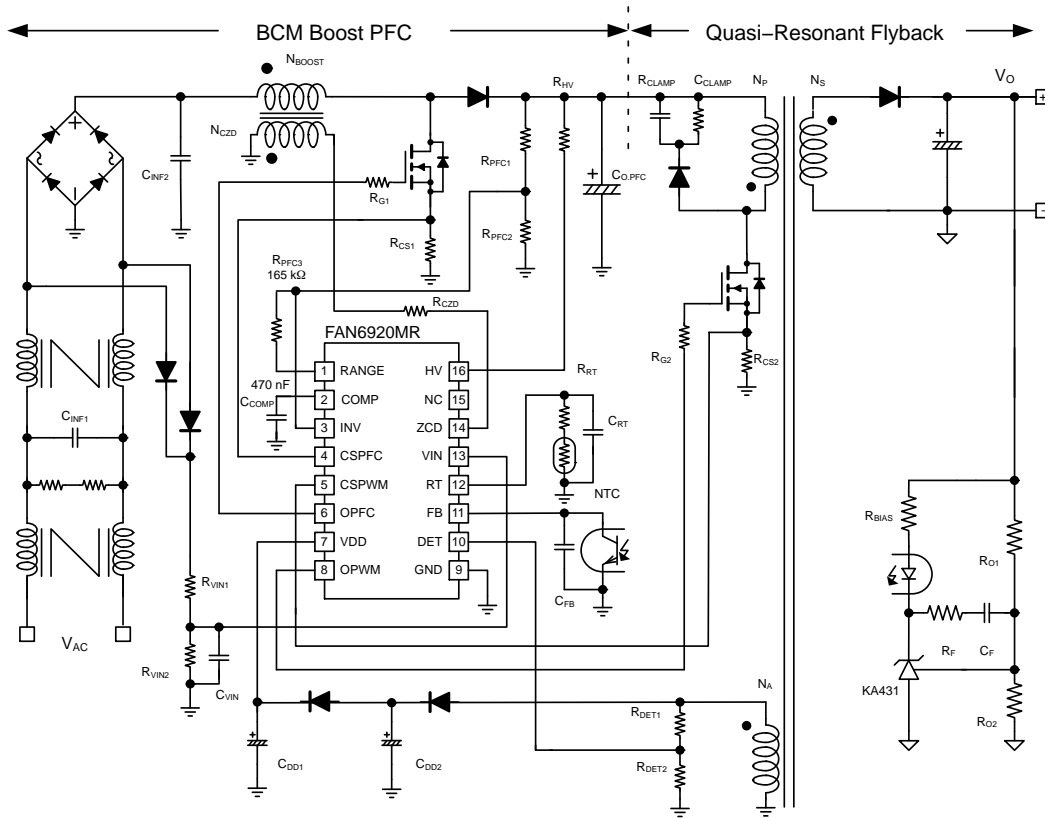 BCM Boost PFC
Quasi−Resonant Flyback
NBOOST
RHV
RCLAMP
CCLAMP
NP
NS
VO
+
NCZD
CINF2
RG1
RPFC1
+
CO.PFC
+
RPFC2
RCS1
−
RPFC3
165 kΩ
RCZD
FAN6920MR
RG2
RCS2
RRT
1 RANGE HV 16
470 nF
CCOMP
2 COMP NC 15
CINF1
3 INV ZCD 14
CRT
4 CSPFC VIN 13
5 CSPWM RT 12
NTC
6 OPFC FB 11
RBIAS
7 VDD DET 10
RO1
8 OPWM GND 9
RVIN1
CFB
VAC
RF
CF
RVIN2
CVIN
KA431
NA
RDET1
RO2
+
CDD1
+
CDD2
RDET2